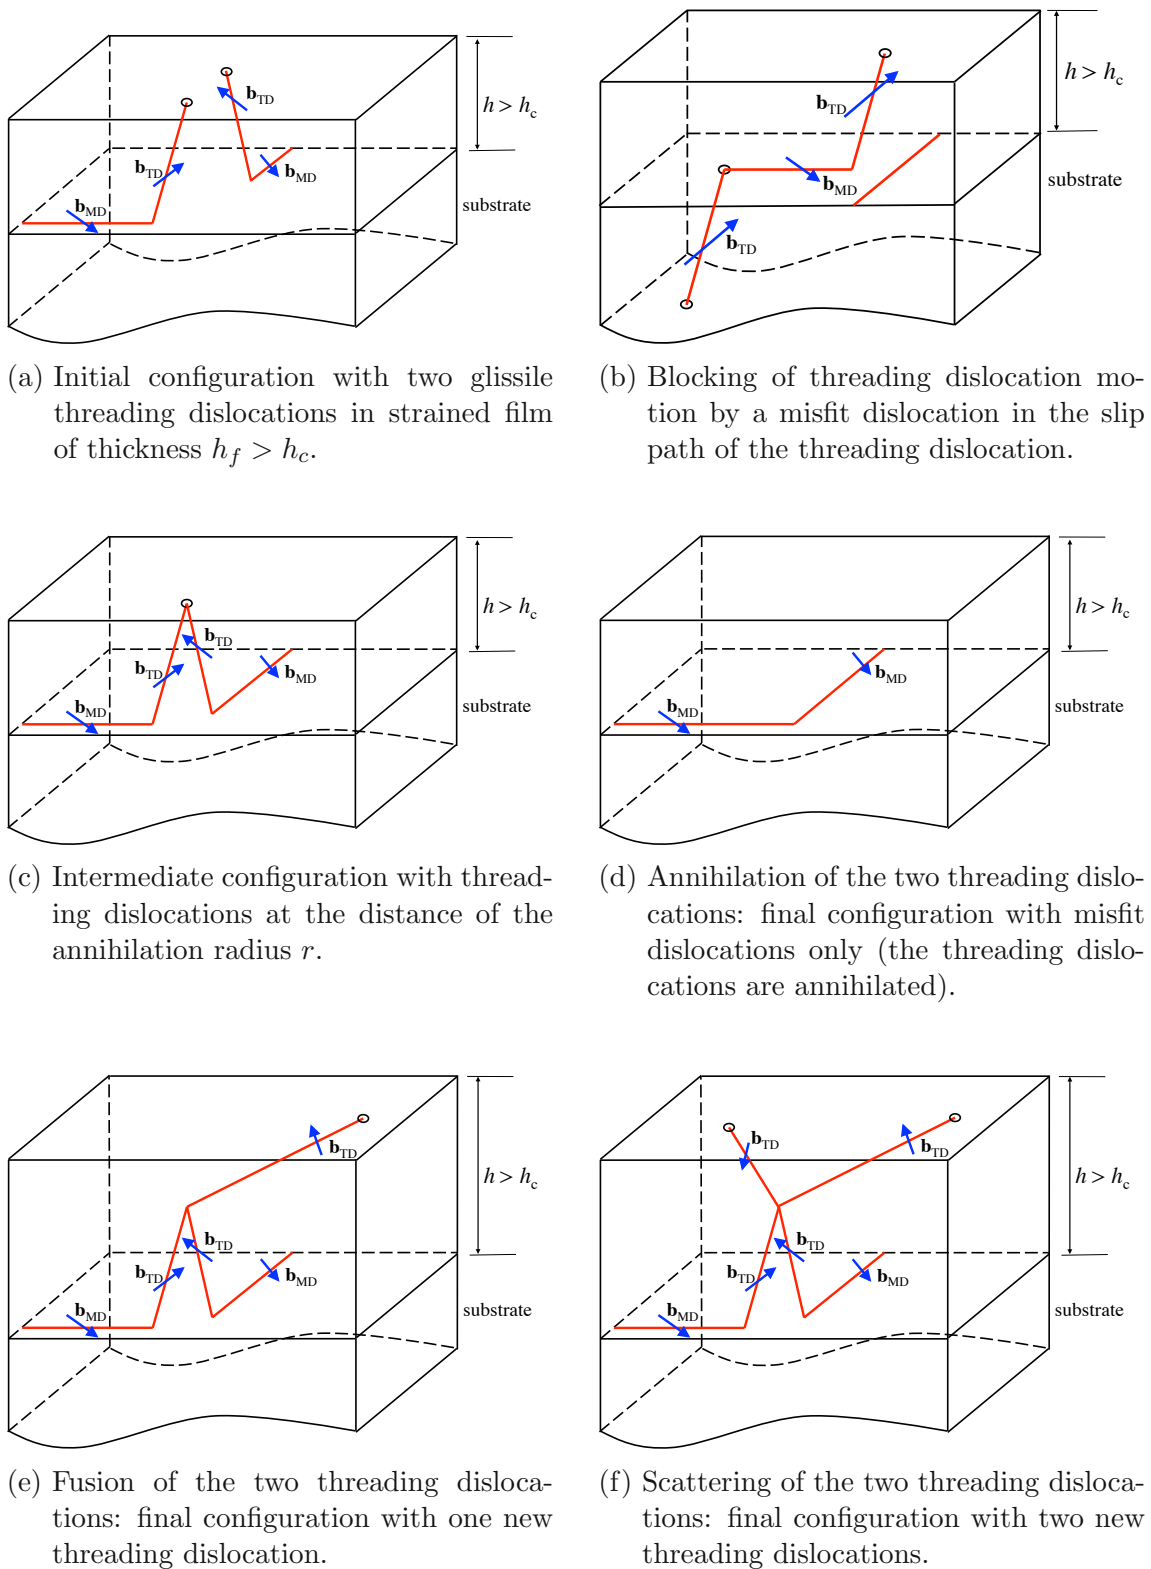 b_TD
h > h_c
b_TD
b_MD
b_MD
substrate
(a) Initial configuration with two glissile
threading dislocations in strained film
of thickness h_f > h_c.
h > h_c
b_TD
b_MD
substrate
b_TD
(b) Blocking of threading dislocation mo-
tion by a misfit dislocation in the slip
path of the threading dislocation.
h > h_c
b_TD
b_TD
b_MD
b_MD
substrate
(c) Intermediate configuration with thread-
ing dislocations at the distance of the
annihilation radius r.
h > h_c
b_MD
b_MD
substrate
(d) Annihilation of the two threading dislo-
cations: final configuration with misfit
dislocations only (the threading dislo-
cations are annihilated).
b_TD
h > h_c
b_TD
b_TD
b_MD
b_MD
substrate
(e) Fusion of the two threading disloca-
tions: final configuration with one new
threading dislocation.
b_TD
b_TD
h > h_c
b_TD
b_TD
b_MD
b_MD
substrate
(f) Scattering of the two threading disloca-
tions: final configuration with two new
threading dislocations.